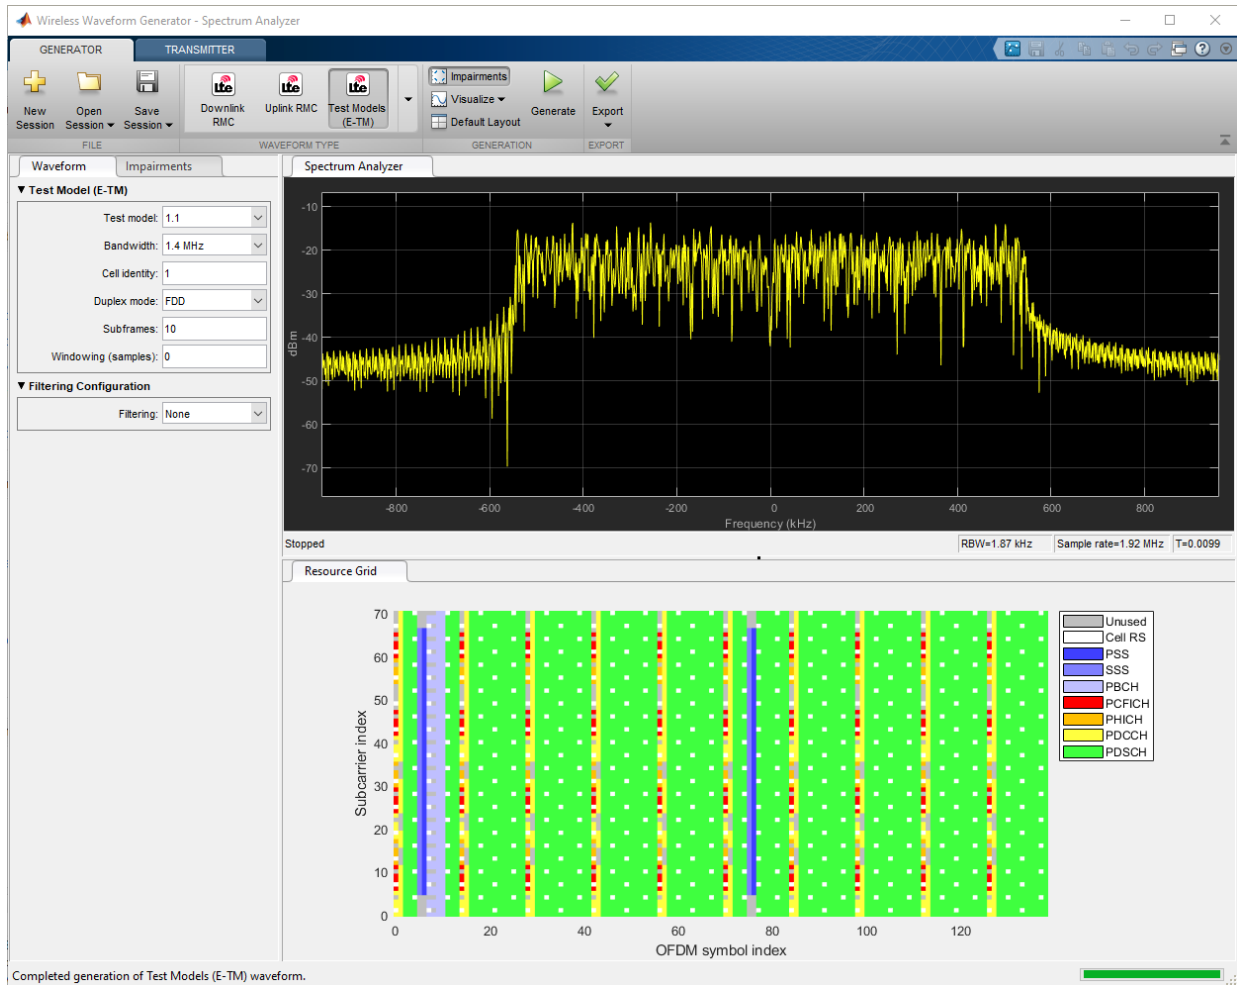 Wireless Waveform Generator - Spectrum Analyzer
GENERATOR TRANSMITTER
New Session
Open Session
Save Session
FILE
LTE Downlink RMC
LTE Uplink RMC
LTE Test Models (E-TM)
WAVEFORM TYPE
Impairments
Visualize
Default Layout
Generate
GENERATION
Export
EXPORT
?
Waveform Impairments
Test Model (E-TM)
Test model: 1.1
Bandwidth: 1.4 MHz
Cell identity: 1
Duplex mode: FDD
Subframes: 10
Windowing (samples): 0
Filtering Configuration
Filtering: None
Spectrum Analyzer
-10
-20
-30
-40
-50
-60
-70
dBm
-800 -600 -400 -200 0 200 400 600 800
Frequency (kHz)
Stopped RBW=1.87 kHz Sample rate=1.92 MHz T=0.0099
Resource Grid
70
60
50
40
30
20
10
0
Subcarrier index
0 20 40 60 80 100 120
OFDM symbol index
Unused
Cell RS
PSS
SSS
PBCH
PCFICH
PHICH
PDCCH
PDSCH
Completed generation of Test Models (E-TM) waveform.